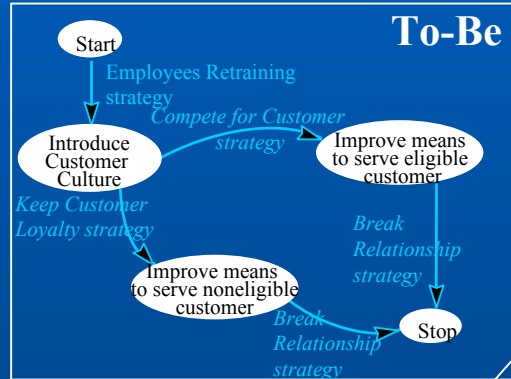 To-Be
Start
Employees Retraining
strategy
Compete for Customer
strategy
Introduce
Customer
Culture
Improve means
to serve eligible
customer
Keep Customer
Loyalty strategy
Break
Relationship
strategy
Improve means
to serve noneligible
customer
Break
Relationship
strategy
Stop